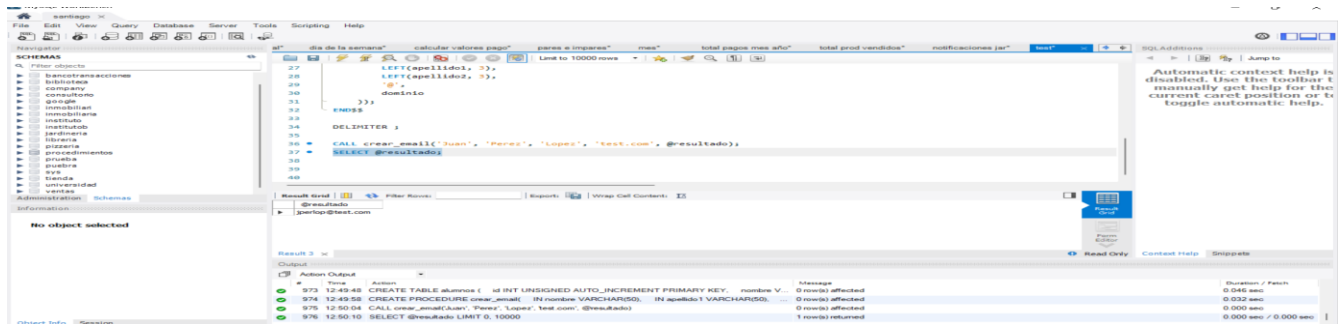 santiago
File Edit View Query Database Server Tools Scripting Help
Navigator
SCHEMAS
Filter objects
bancotransacciones
biblioteca
company
consultorio
google
inmobilian
inmobiliaria
instituto
institutob
jardineria
libreria
pizzeria
procedimientos
prueba
puebra
sys
tienda
universidad
ventas
Administration Schemas
Information
No object selected
Object Info Session
al* dia de la semana* calcular valores pago* pares e impares* mes* total pagos mes año* total prod vendidos* notificaciones jar* test*
Limit to 10000 rows
27 LEFT(apellido1, 3),
28 LEFT(apellido2, 3),
29 '@',
30 dominio
31 ));
32 END$$
33
34 DELIMITER ;
35
36 CALL crear_email('Juan', 'Perez', 'Lopez', 'test.com', @resultado);
37 SELECT @resultado;
38
39
40
Result Grid Filter Rows: Export: Wrap Cell Content:
@resultado
jperlop@test.com
Result Grid
Form Editor
Result 3 Read Only
Output
Action Output
# Time Action Message Duration / Fetch
973 12:49:48 CREATE TABLE alumnos ( id INT UNSIGNED AUTO_INCREMENT PRIMARY KEY, nombre V... 0 row(s) affected 0.046 sec
974 12:49:58 CREATE PROCEDURE crear_email( IN nombre VARCHAR(50), IN apellido1 VARCHAR(50), ... 0 row(s) affected 0.032 sec
975 12:50:04 CALL crear_email('Juan', 'Perez', 'Lopez', 'test.com', @resultado) 0 row(s) affected 0.000 sec
976 12:50:10 SELECT @resultado LIMIT 0, 10000 1 row(s) returned 0.000 sec / 0.000 sec
SQLAdditions
Jump to
Automatic context help is
disabled. Use the toolbar t
manually get help for the
current caret position or to
toggle automatic help.
Context Help Snippets